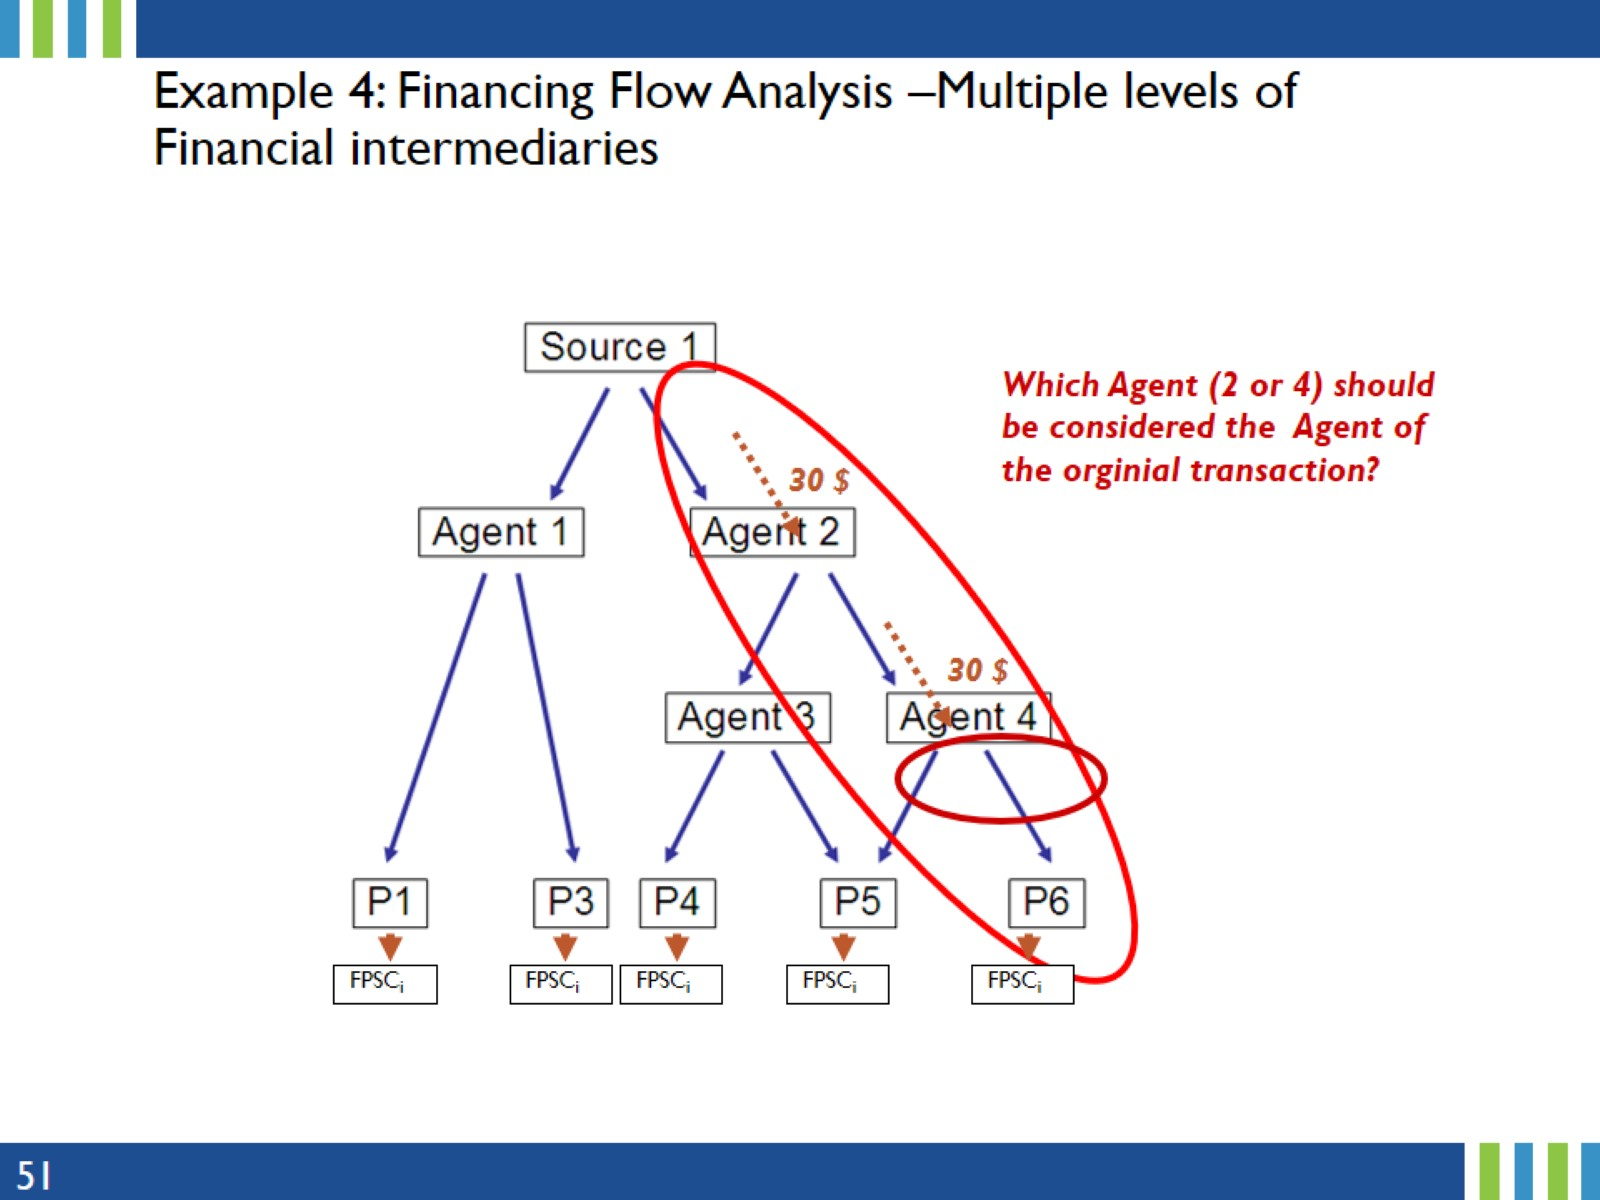 Example 4: Financing Flow Analysis –Multiple levels of
Financial intermediaries
Source 1
Which Agent (2 or 4) should
be considered the Agent of
the orginial transaction?
30 $
Agent 1
Agent 2
30 $
Agent 3
Agent 4
P1
P3
P4
P5
P6
FPSCi
FPSCi
FPSCi
FPSCi
FPSCi
51